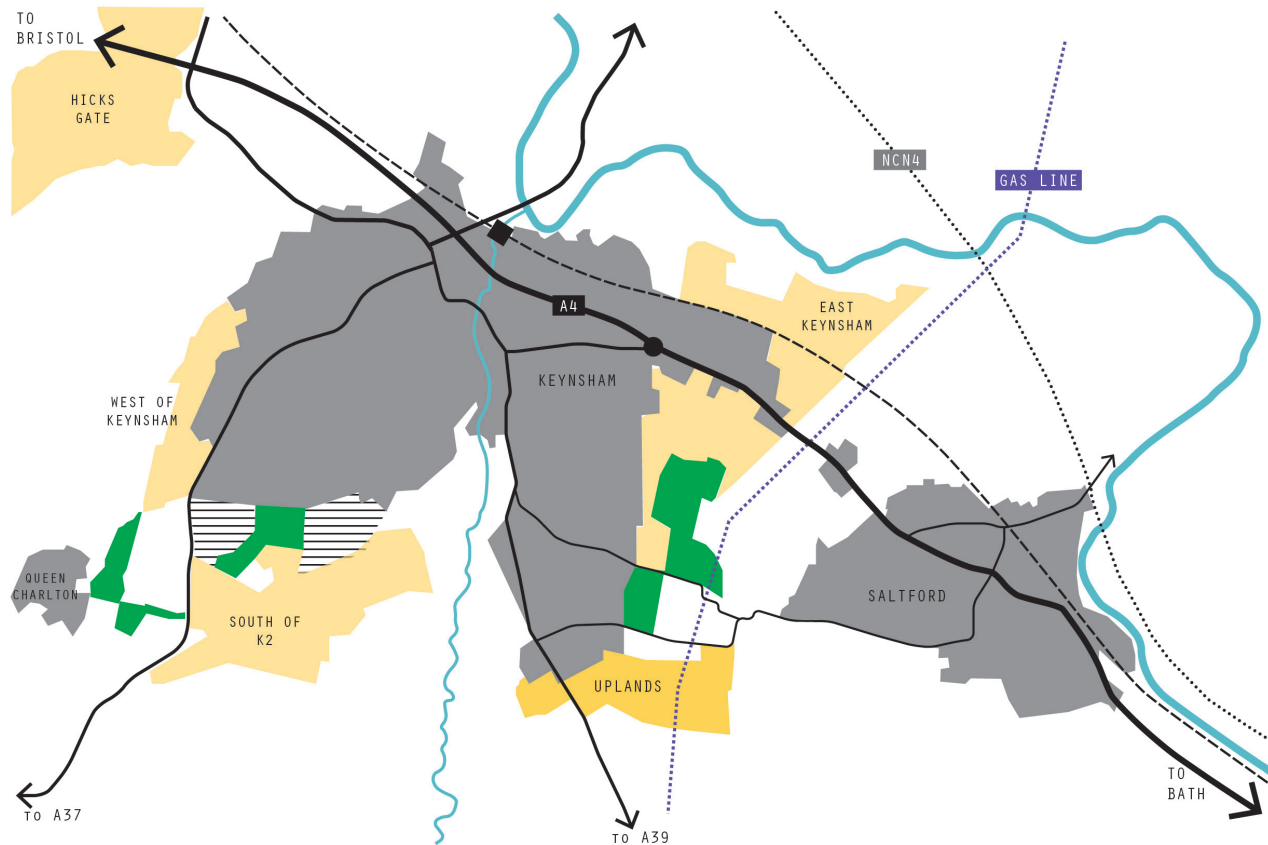 TO
BRISTOL
HICKS
GATE
NCN4
GAS LINE
A4
EAST
KEYNSHAM
KEYNSHAM
WEST OF
KEYNSHAM
QUEEN
CHARLTON
SALTFORD
SOUTH OF
K2
UPLANDS
TO
BATH
TO A37
TO A39